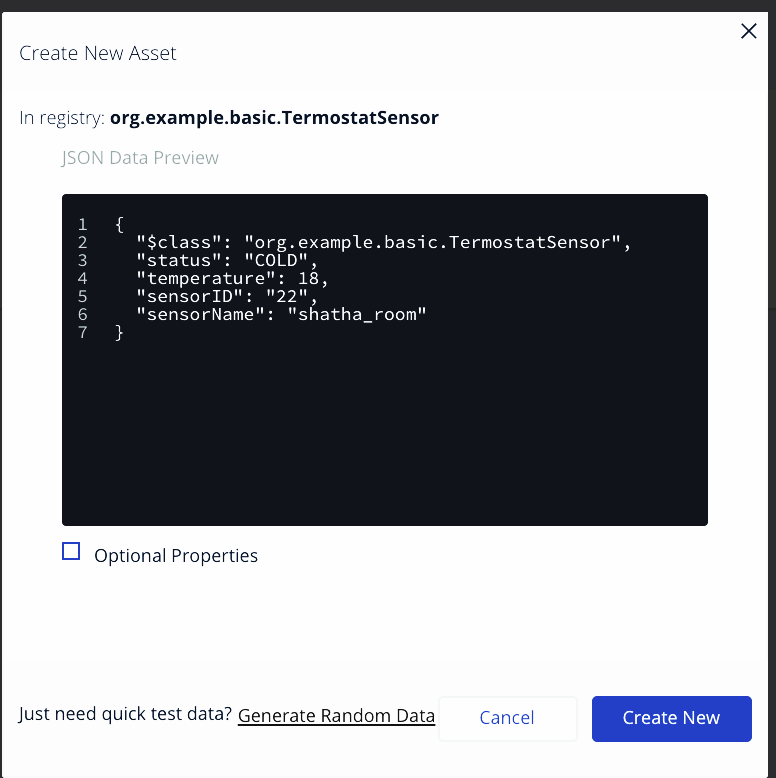 Create New Asset
In registry: org.example.basic.TermostatSensor
JSON Data Preview
1 {
2 "$class": "org.example.basic.TermostatSensor",
3 "status": "COLD",
4 "temperature": 18,
5 "sensorID": "22",
6 "sensorName": "shatha_room"
7 }
Optional Properties
Just need quick test data? Generate Random Data Cancel Create New